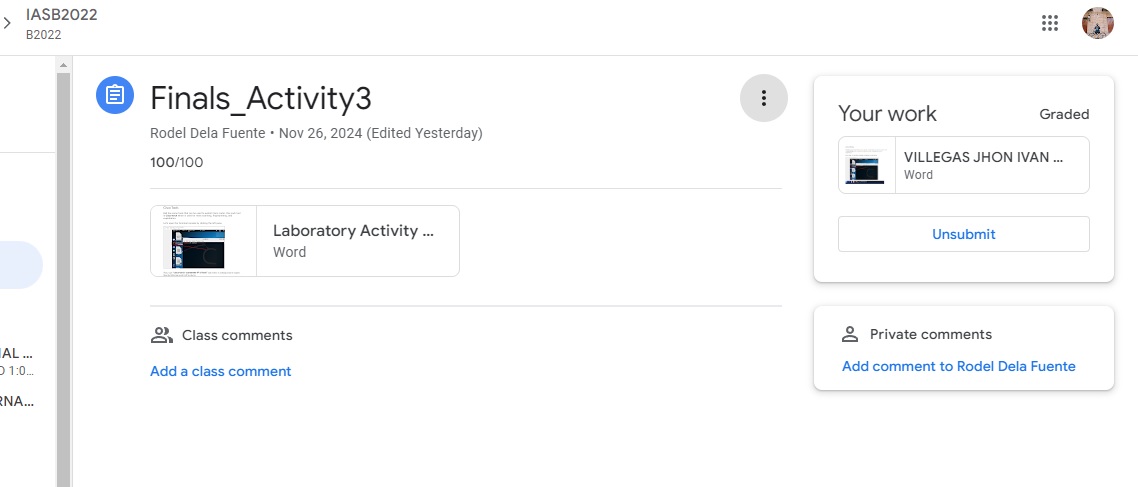 IASB2022
B2022
Finals_Activity3
Rodel Dela Fuente • Nov 26, 2024 (Edited Yesterday)
100/100
Laboratory Activity ...
Word
Class comments
Add a class comment
Your work
Graded
VILLEGAS JHON IVAN ...
Word
Unsubmit
Private comments
Add comment to Rodel Dela Fuente
IAL ...
O 1:0...
RNA...